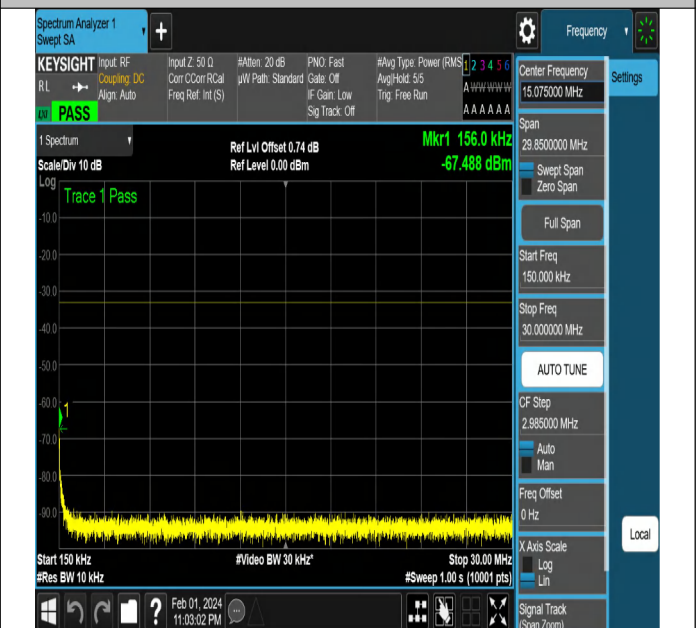 Spectrum Analyzer 1
Swept SA
+
Frequency
KEYSIGHT
RL
PASS
Input: RF
Coupling: DC
Align: Auto
Input Z: 50 Ω
Corr CCorr RCal
Freq Ref: Int (S)
#Atten: 20 dB
µW Path: Standard
PNO: Fast
Gate: Off
IF Gain: Low
Sig Track: Off
#Avg Type: Power (RMS
Avg|Hold: 5/5
Trig: Free Run
1 2 3 4 5 6
A W W W W W
A A A A A A
1 Spectrum
Scale/Div 10 dB
Ref Lvl Offset 0.74 dB
Ref Level 0.00 dBm
Mkr1 156.0 kHz
-67.488 dBm
Log
Trace 1 Pass
-10.0
-20.0
-30.0
-40.0
-50.0
-60.0
1
-70.0
-80.0
-90.0
Start 150 kHz
#Res BW 10 kHz
#Video BW 30 kHz*
Stop 30.00 MHz
#Sweep 1.00 s (10001 pts)
Center Frequency
15.075000 MHz
Settings
Span
29.8500000 MHz
Swept Span
Zero Span
Full Span
Start Freq
150.000 kHz
Stop Freq
30.000000 MHz
AUTO TUNE
CF Step
2.985000 MHz
Auto
Man
Freq Offset
0 Hz
X Axis Scale
Log
Lin
Local
Signal Track
(Span Zoom)
?
Feb 01, 2024
11:03:02 PM